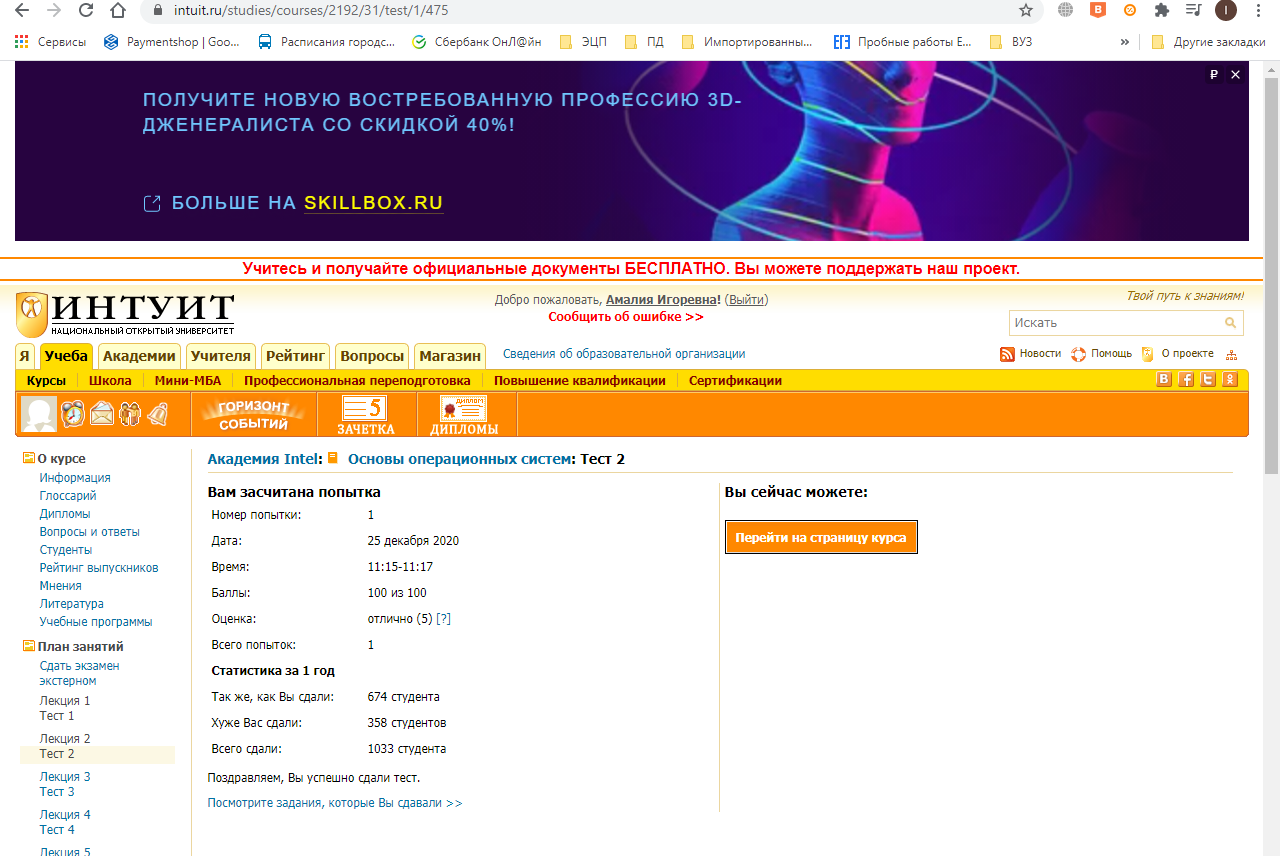 intuit.ru/studies/courses/2192/31/test/1/475
Сервисы
Paymentshop | Goo...
Расписания городс...
Сбербанк ОнЛ@йн
ЭЦП
ПД
Импортированны...
Пробные работы Е...
ВУЗ
»
Другие закладки
ПОЛУЧИТЕ НОВУЮ ВОСТРЕБОВАННУЮ ПРОФЕССИЮ 3D-
ДЖЕНЕРАЛИСТА СО СКИДКОЙ 40%!
БОЛЬШЕ НА SKILLBOX.RU
Учитесь и получайте официальные документы БЕСПЛАТНО. Вы можете поддержать наш проект.
ИНТУИТ
НАЦИОНАЛЬНЫЙ ОТКРЫТЫЙ УНИВЕРСИТЕТ
Добро пожаловать, Амалия Игоревна! (Выйти)
Сообщить об ошибке >>
Твой путь к знаниям!
Искать
Я Учеба Академии Учителя Рейтинг Вопросы Магазин Сведения об образовательной организации
Новости Помощь О проекте
Курсы Школа Мини-МБА Профессиональная переподготовка Повышение квалификации Сертификации
ГОРИЗОНТ
СОБЫТИЙ
5
ЗАЧЕТКА
ДИПЛОМ
ДИПЛОМЫ
О курсе
Информация
Глоссарий
Дипломы
Вопросы и ответы
Студенты
Рейтинг выпускников
Мнения
Литература
Учебные программы
План занятий
Сдать экзамен
экстерном
Лекция 1
Тест 1
Лекция 2
Тест 2
Лекция 3
Тест 3
Лекция 4
Тест 4
Лекция 5
Академия Intel: Основы операционных систем: Тест 2
Вам засчитана попытка
Номер попытки: 1
Дата: 25 декабря 2020
Время: 11:15-11:17
Баллы: 100 из 100
Оценка: отлично (5) [?]
Всего попыток: 1
Статистика за 1 год
Так же, как Вы сдали: 674 студента
Хуже Вас сдали: 358 студентов
Всего сдали: 1033 студента
Поздравляем, Вы успешно сдали тест.
Посмотрите задания, которые Вы сдавали >>
Вы сейчас можете:
Перейти на страницу курса